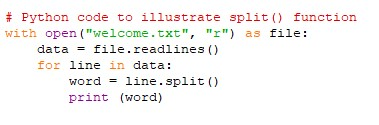 # Python code to illustrate split() function
with open("welcome.txt", "r") as file:
    data = file.readlines()
    for line in data:
        word = line.split()
        print (word)